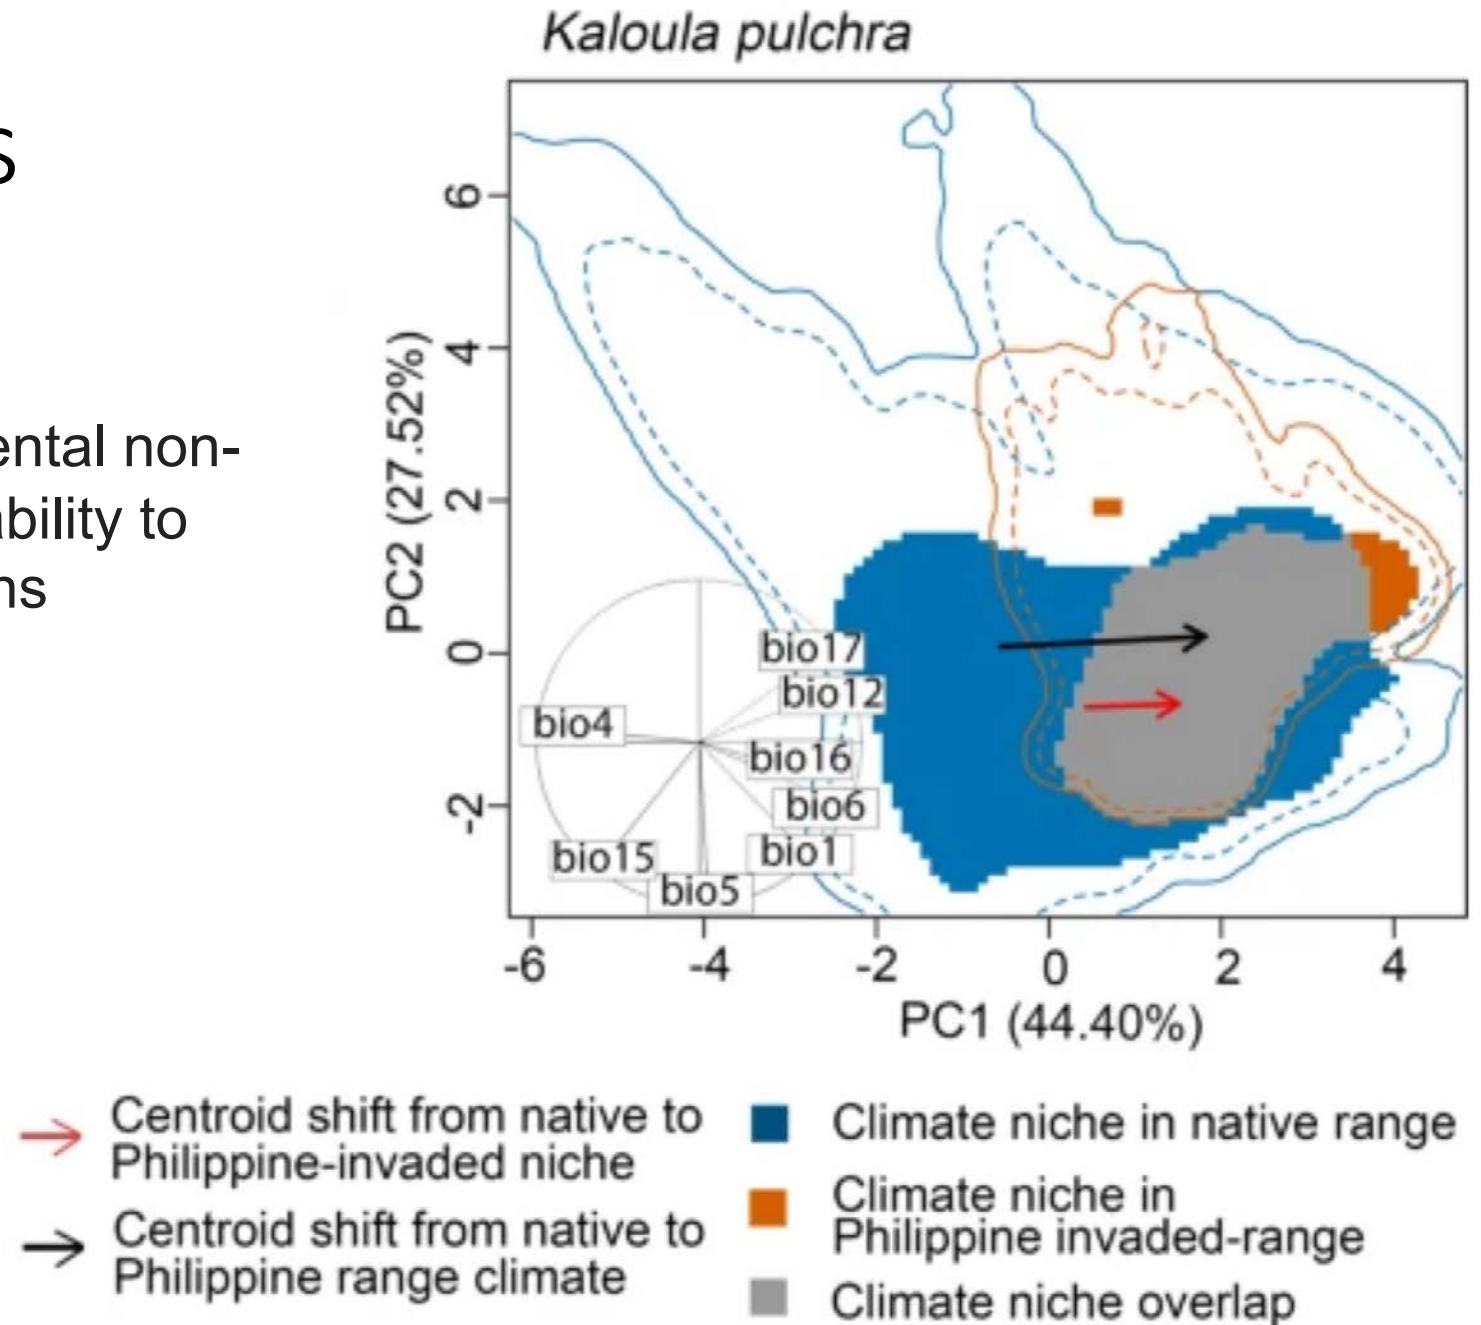 Kaloula pulchra
s
ental non-
ability to
ns
PC2 (27.52%)
6
4
2
0
-2
bio17
bio12
bio4
bio16
bio6
bio15
bio1
bio5
-6
-4
-2
0
2
4
PC1 (44.40%)
Centroid shift from native to
Philippine-invaded niche
Centroid shift from native to
Philippine range climate
Climate niche in native range
Climate niche in
Philippine invaded-range
Climate niche overlap